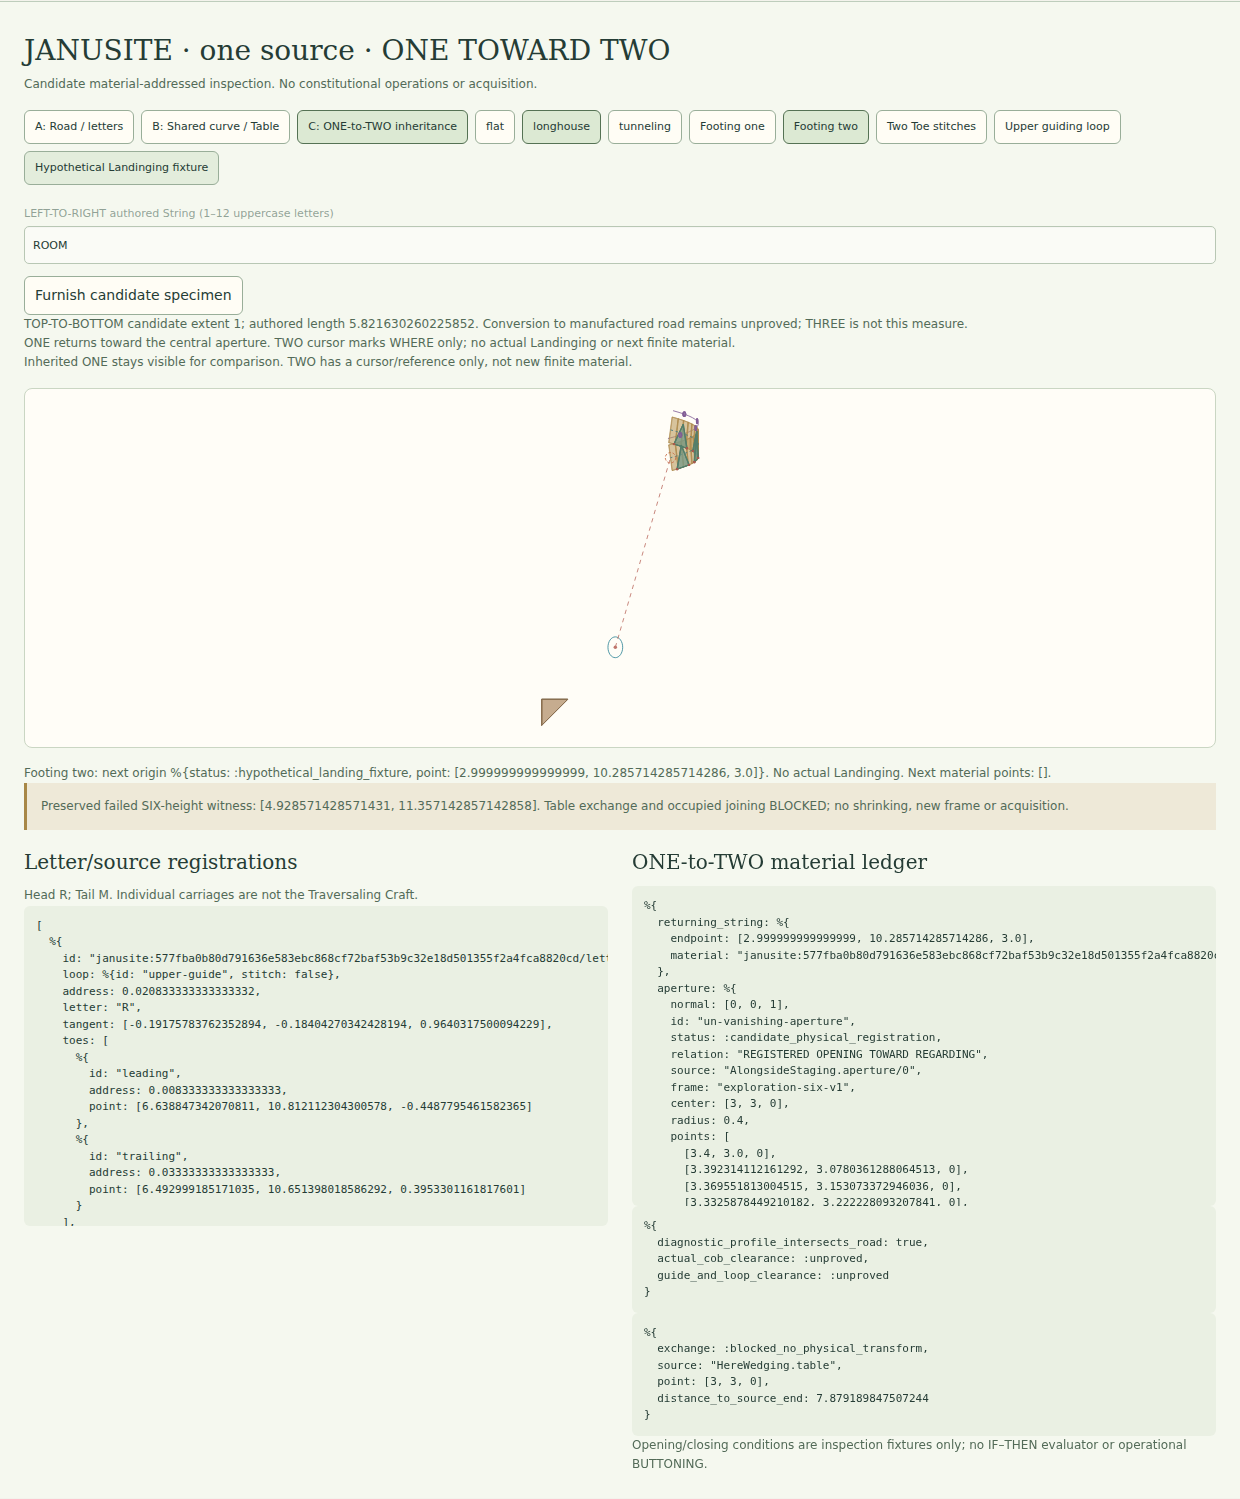 JANUSITE · one source · ONE TOWARD TWO
Candidate material-addressed inspection. No constitutional operations or acquisition.
A: Road / letters
B: Shared curve / Table
C: ONE-to-TWO inheritance
flat
longhouse
tunneling
Footing one
Footing two
Two Toe stitches
Upper guiding loop
Hypothetical Landinging fixture
LEFT-TO-RIGHT authored String (1–12 uppercase letters)
ROOM
Furnish candidate specimen
TOP-TO-BOTTOM candidate extent 1; authored length 5.821630260225852. Conversion to manufactured road remains unproved; THREE is not this measure.
ONE returns toward the central aperture. TWO cursor marks WHERE only; no actual Landinging or next finite material.
Inherited ONE stays visible for comparison. TWO has a cursor/reference only, not new finite material.
Footing two: next origin %{status: :hypothetical_landing_fixture, point: [2.999999999999999, 10.285714285714286, 3.0]}. No actual Landinging. Next material points: [].
Preserved failed SIX-height witness: [4.928571428571431, 11.357142857142858]. Table exchange and occupied joining BLOCKED; no shrinking, new frame or acquisition.
Letter/source registrations
Head R; Tail M. Individual carriages are not the Traversaling Craft.
[
%{
id: "janusite:577fba0b80d791636e583ebc868cf72baf53b9c32e18d501355f2a4fca8820cd/lett
loop: %{id: "upper-guide", stitch: false},
address: 0.020833333333333332,
letter: "R",
tangent: [-0.19175783762352894, -0.18404270342428194, 0.9640317500094229],
toes: [
%{
id: "leading",
address: 0.008333333333333333,
point: [6.638847342070811, 10.812112304300578, -0.4487795461582365]
},
%{
id: "trailing",
address: 0.03333333333333333,
point: [6.492999185171035, 10.651398018586292, 0.3953301161817601]
}
],
ONE-to-TWO material ledger
%{
returning_string: %{
endpoint: [2.999999999999999, 10.285714285714286, 3.0],
material: "janusite:577fba0b80d791636e583ebc868cf72baf53b9c32e18d501355f2a4fca8820c
},
aperture: %{
normal: [0, 0, 1],
id: "un-vanishing-aperture",
status: :candidate_physical_registration,
relation: "REGISTERED OPENING TOWARD REGARDING",
source: "AlongsideStaging.aperture/0",
frame: "exploration-six-v1",
center: [3, 3, 0],
radius: 0.4,
points: [
[3.4, 3.0, 0],
[3.392314112161292, 3.0780361288064513, 0],
[3.369551813004515, 3.153073372946036, 0],
[3.3325878449210182, 3.222228093207841, 0],
%{
diagnostic_profile_intersects_road: true,
actual_cob_clearance: :unproved,
guide_and_loop_clearance: :unproved
}
%{
exchange: :blocked_no_physical_transform,
source: "HereWedging.table",
point: [3, 3, 0],
distance_to_source_end: 7.879189847507244
}
Opening/closing conditions are inspection fixtures only; no IF–THEN evaluator or operational
BUTTONING.